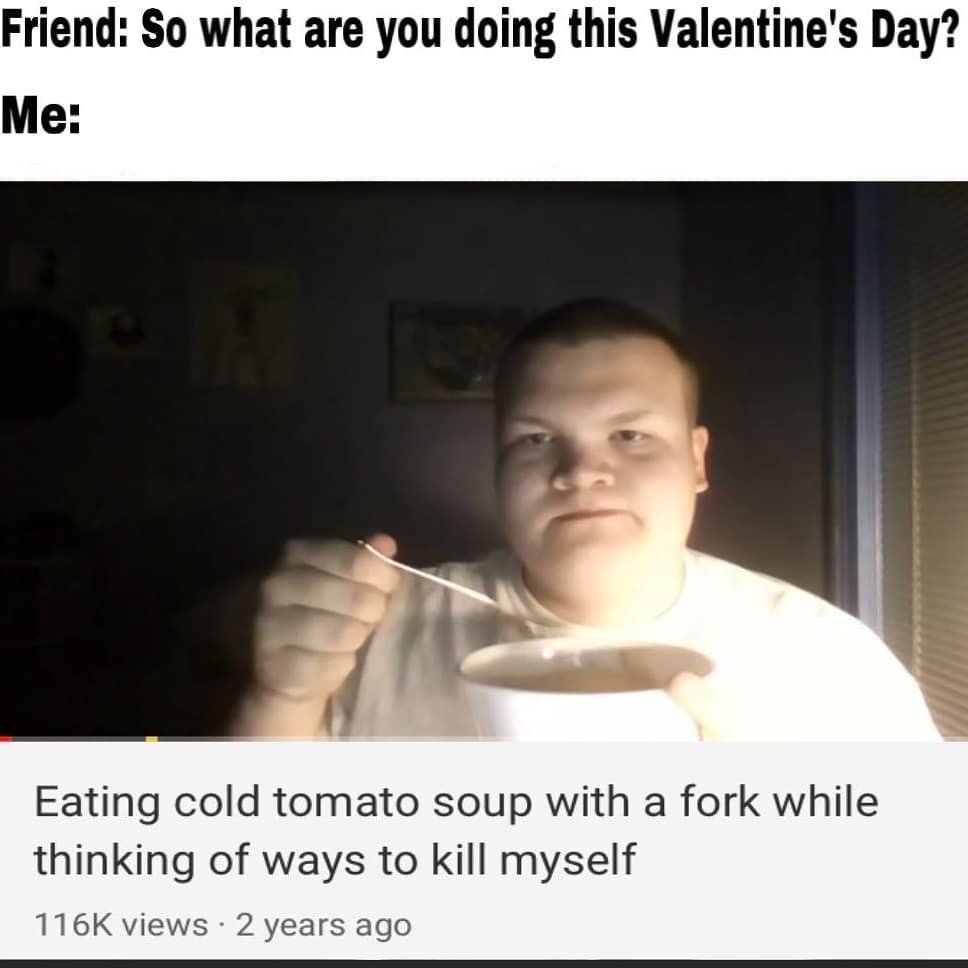 Friend: So what are you doing this Valentine's Day?
Me:
Eating cold tomato soup with a fork while
thinking of ways to kill myself
116K views · 2 years ago